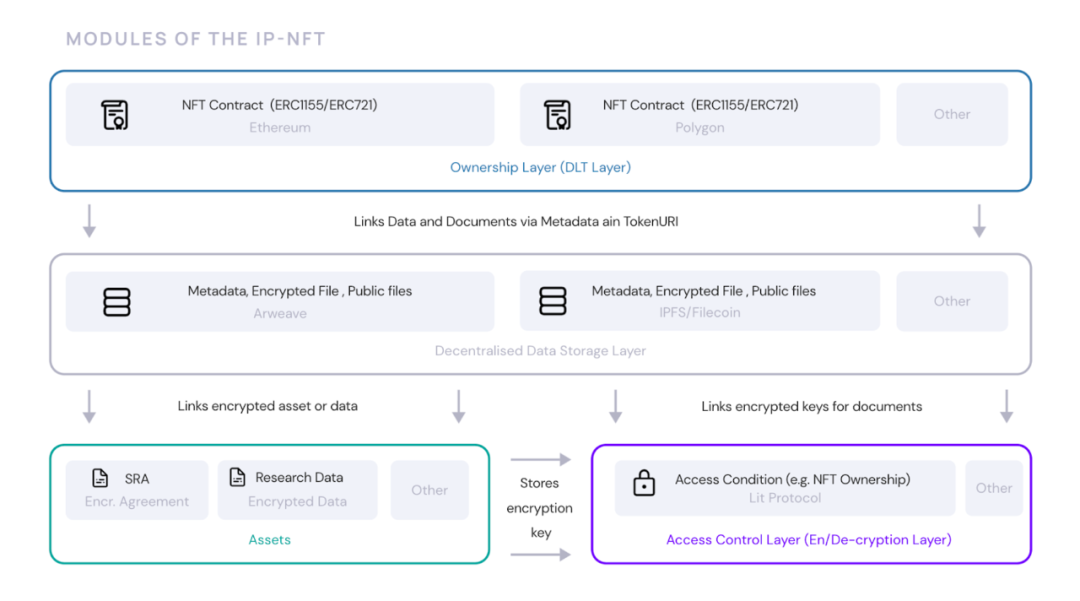 MODULES OF THE IP-NFT
NFT Contract (ERC1155/ERC721)
Ethereum
NFT Contract (ERC1155/ERC721)
Polygon
Other
Ownership Layer (DLT Layer)
Links Data and Documents via Metadata ain TokenURI
Metadata, Encrypted File , Public files
Arweave
Metadata, Encrypted File , Public files
IPFS/Filecoin
Other
Decentralised Data Storage Layer
Links encrypted asset or data
Links encrypted keys for documents
SRA
Encr. Agreement
Research Data
Encrypted Data
Other
Assets
Stores
encryption
key
Access Condition (e.g. NFT Ownership)
Lit Protocol
Other
Access Control Layer (En/De-cryption Layer)